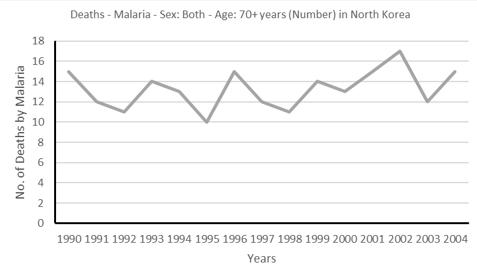 Deaths - Malaria - Sex: Both - Age: 70+ years (Number) in North Korea
18
16
14
12
10
8
6
4
2
0
No. of Deaths by Malaria
1990 1991 1992 1993 1994 1995 1996 1997 1998 1999 2000 2001 2002 2003 2004
Years